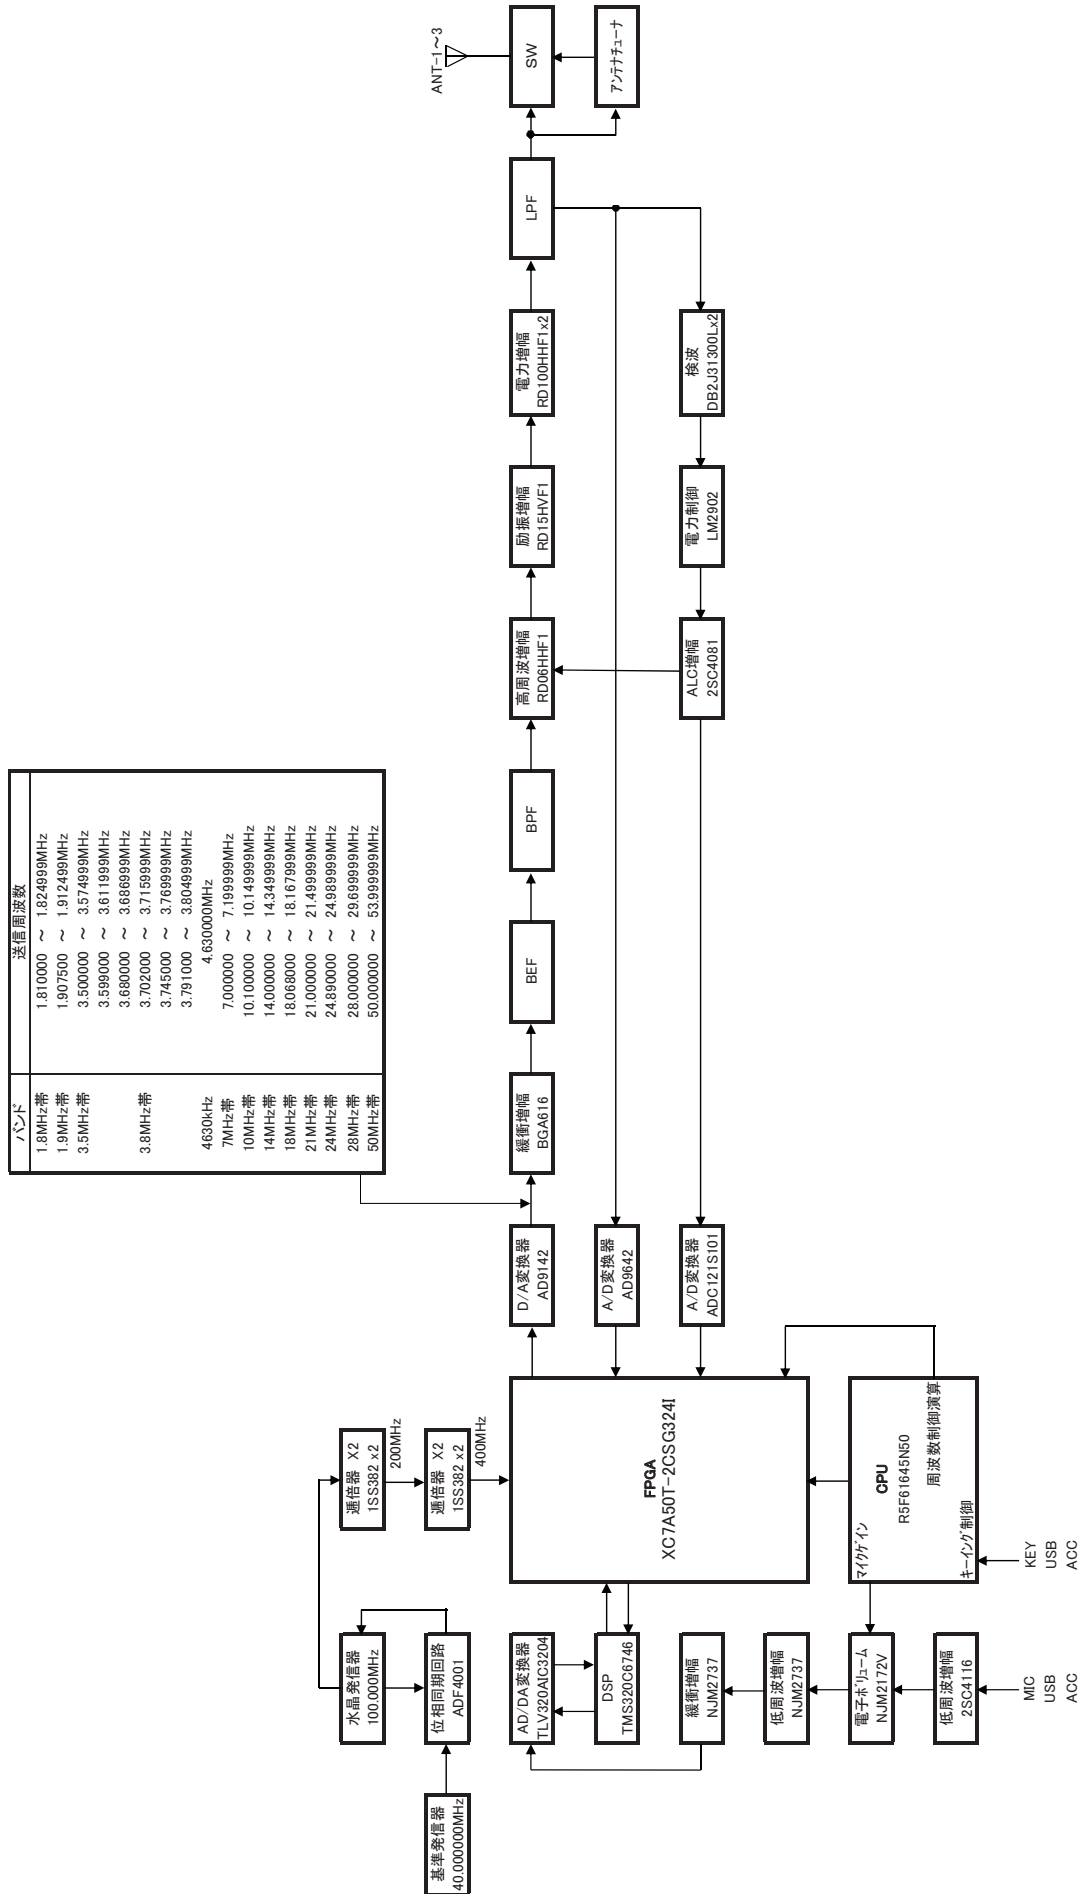 バンド
送信周波数
1.8MHz帯 1.810000 ～ 1.824999MHz
1.9MHz帯 1.907500 ～ 1.912499MHz
3.5MHz帯 3.500000 ～ 3.574999MHz
3.599000 ～ 3.611999MHz
3.680000 ～ 3.686999MHz
3.8MHz帯 3.702000 ～ 3.715999MHz
3.745000 ～ 3.769999MHz
3.791000 ～ 3.804999MHz
4630kHz 4.630000MHz
7MHz帯 7.000000 ～ 7.199999MHz
10MHz帯 10.100000 ～ 10.149999MHz
14MHz帯 14.000000 ～ 14.349999MHz
18MHz帯 18.068000 ～ 18.167999MHz
21MHz帯 21.000000 ～ 21.499999MHz
24MHz帯 24.890000 ～ 24.989999MHz
28MHz帯 28.000000 ～ 29.699999MHz
50MHz帯 50.000000 ～ 53.999999MHz
水晶発信器
100.000MHz
逓倍器 X2
1SS382 x2
200MHz
基準発信器
40.000000MHz
位相同期回路
ADF4001
逓倍器 X2
1SS382 x2
400MHz
AD/DA変換器
TLV320AIC3204
DSP
TMS320C6746
FPGA
XC7A50T-2CSG324I
D/A変換器
AD9142
緩衝増幅
BGA616
BEF
BPF
高周波増幅
RD06HHF1
励振増幅
RD15HVF1
電力増幅
RD100HHF1x2
LPF
SW
ANT-1～3
アンテナチューナ
A/D変換器
AD9642
A/D変換器
ADC121S101
ALC増幅
2SC4081
電力制御
LM2902
検波
DB2J31300Lx2
緩衝増幅
NJM2737
低周波増幅
NJM2737
電子ボリューム
NJM2172V
低周波増幅
2SC4116
マイクゲイン
CPU
R5F61645N50
周波数制御演算
キーイング制御
MIC
USB
ACC
KEY
USB
ACC